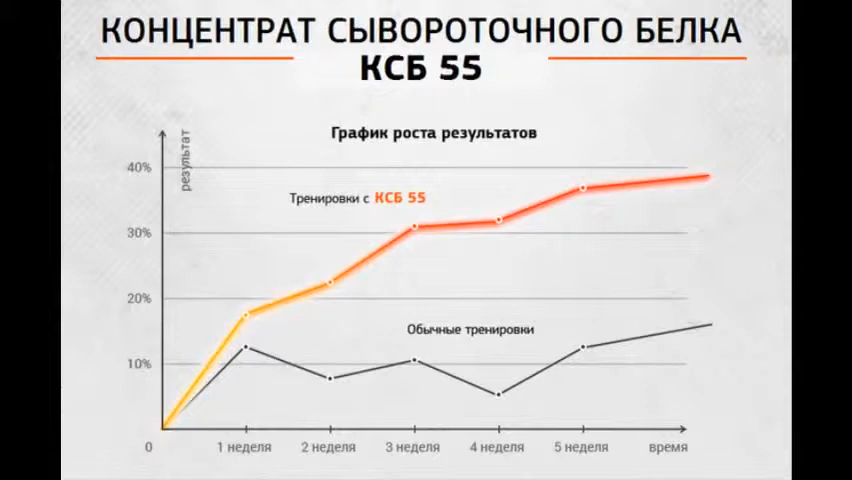 КОНЦЕНТРАТ СЫВОРОТОЧНОГО БЕЛКА
КСБ 55
График роста результатов
результат
40%
Тренировки с КСБ 55
30%
20%
Обычные тренировки
10%
0
1 неделя
2 неделя
3 неделя
4 неделя
5 неделя
время